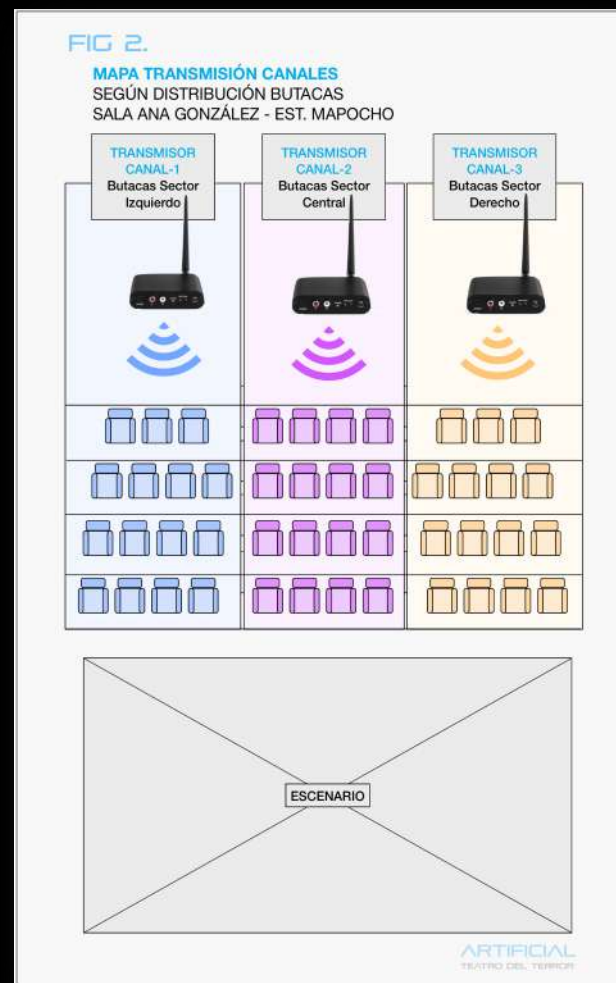 FIG 2.
MAPA TRANSMISIÓN CANALES
SEGÚN DISTRIBUCIÓN BUTACAS
SALA ANA GONZÁLEZ - EST. MAPOCHO
TRANSMISOR
CANAL-1
Butacas Sector
Izquierdo
TRANSMISOR
CANAL-2
Butacas Sector
Central
TRANSMISOR
CANAL-3
Butacas Sector
Derecho
ESCENARIO
ARTIFICIAL
TEATRO DEL TERROR